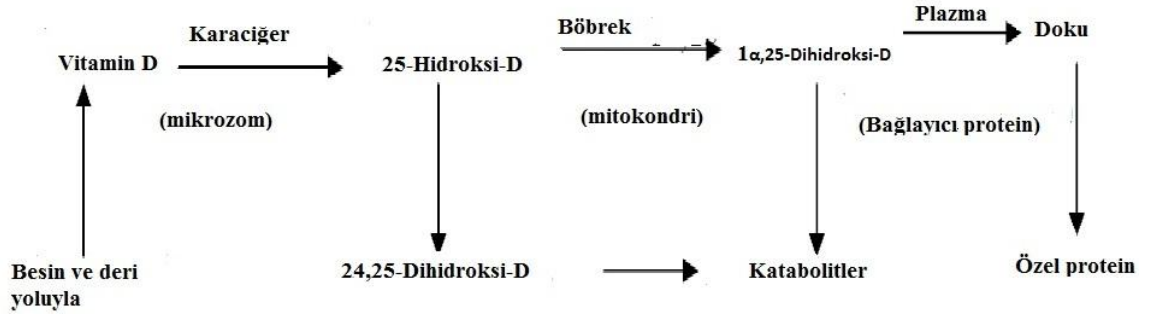 Vitamin D
Karaciğer
(mikrozom)
25-Hidroksi-D
Böbrek
(mitokondri)
1α,25-Dihidroksi-D
Plazma
(Bağlayıcı protein)
Doku
Besin ve deri
yoluyla
24,25-Dihidroksi-D
Katabolitler
Özel protein